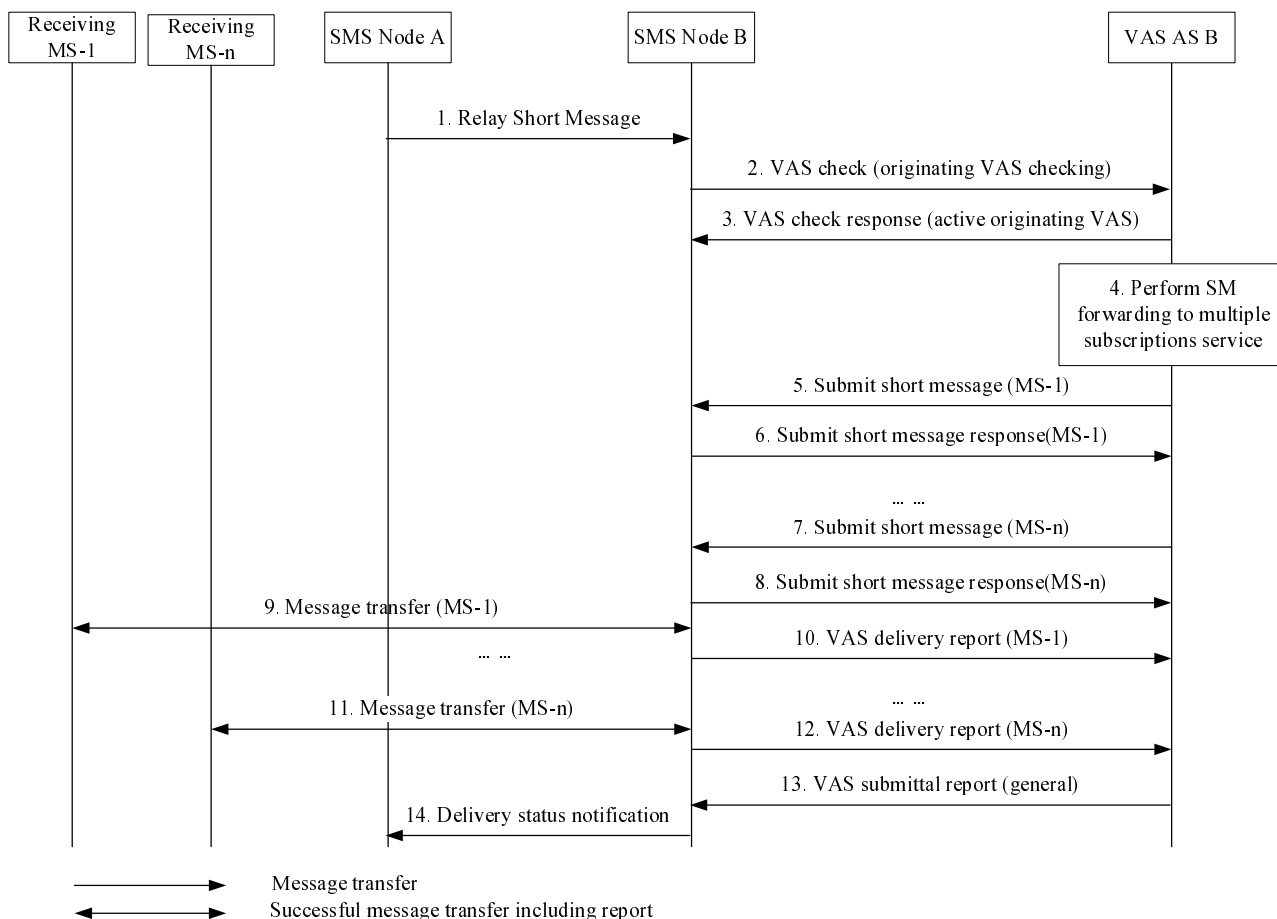 Receiving
MS-1
Receiving
MS-n
SMS Node A
SMS Node B
VAS AS B
1. Relay Short Message
2. VAS check (originating VAS checking)
3. VAS check response (active originating VAS)
4. Perform SM
forwarding to multiple
subscriptions service
5. Submit short message (MS-1)
6. Submit short message response(MS-1)
... ...
7. Submit short message (MS-n)
8. Submit short message response(MS-n)
9. Message transfer (MS-1)
10. VAS delivery report (MS-1)
... ...
... ...
11. Message transfer (MS-n)
12. VAS delivery report (MS-n)
13. VAS submittal report (general)
14. Delivery status notification
Message transfer
Successful message transfer including report